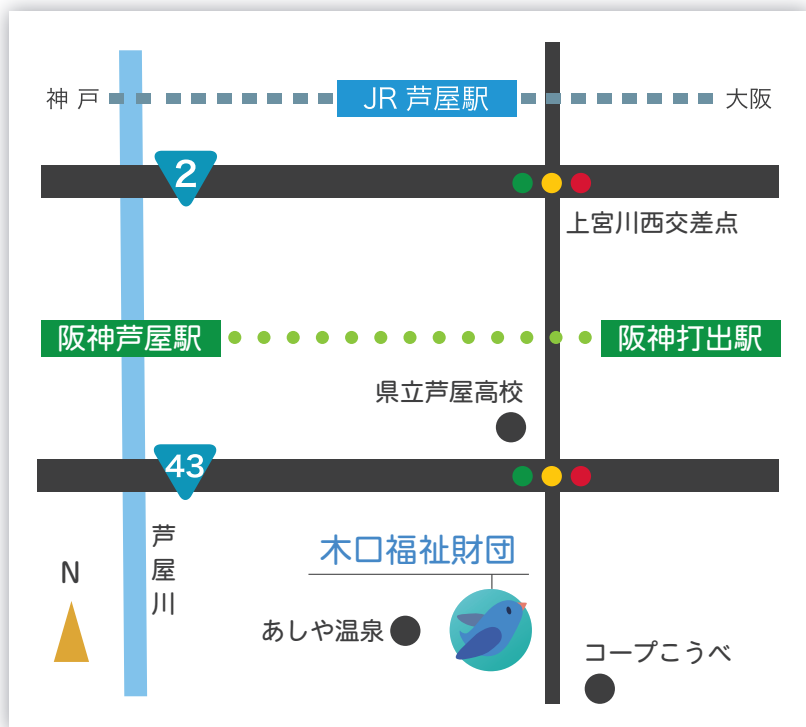 神戸
JR 芦屋駅
大阪
2
上宮川西交差点
阪神芦屋駅
阪神打出駅
県立芦屋高校
43
芦屋川
木口福祉財団
N
あしや温泉
コープこうべ